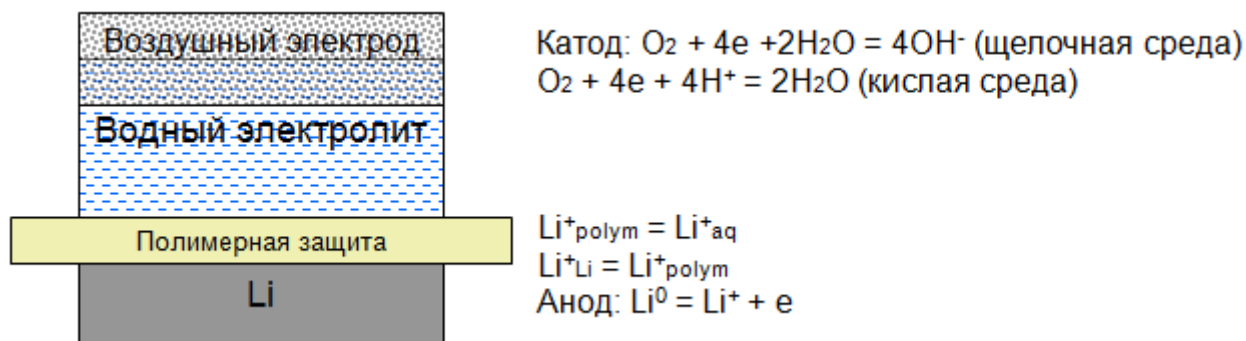 Воздушный электрод
Катод: O₂ + 4e +2H₂O = 4OH⁻ (щелочная среда)
O₂ + 4e + 4H⁺ = 2H₂O (кислая среда)
Водный электролит
Полимерная защита
Li⁺polym = Li⁺aq
Li⁺Li = Li⁺polym
Li
Анод: Li⁰ = Li⁺ + e